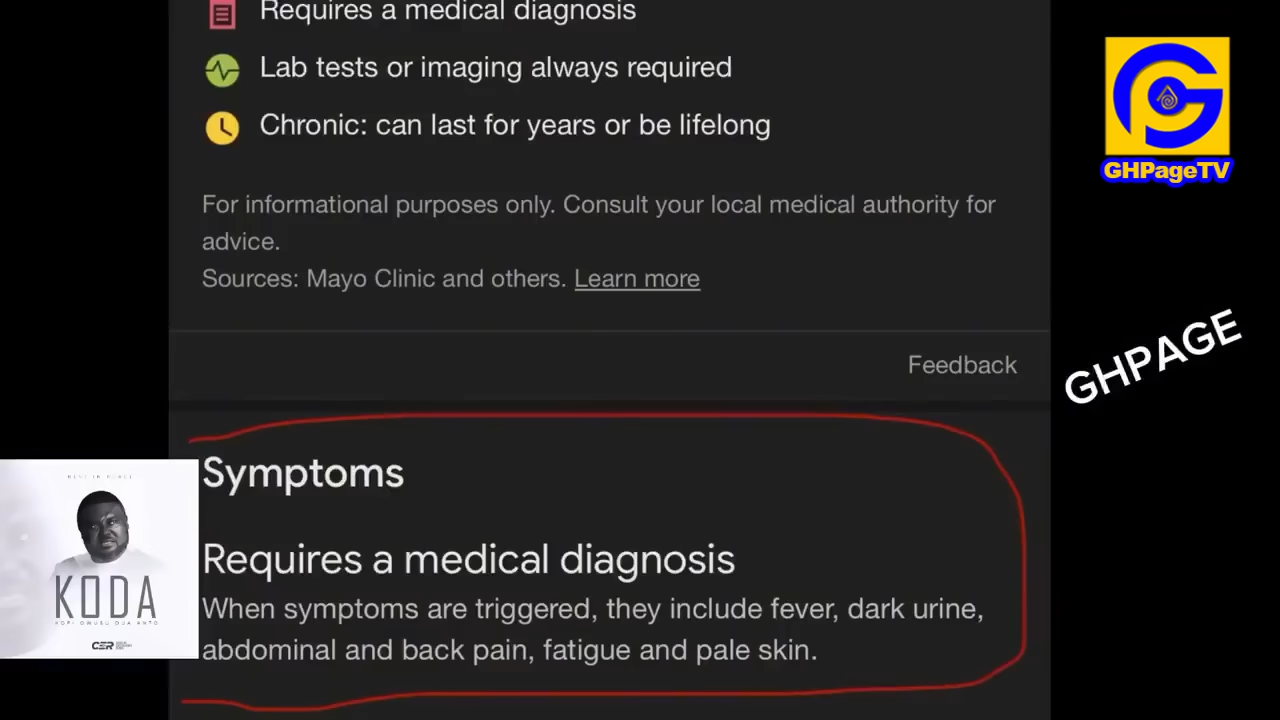 Requires a medical diagnosis
Lab tests or imaging always required
Chronic: can last for years or be lifelong
For informational purposes only. Consult your local medical authority for
advice.
Sources: Mayo Clinic and others. Learn more
Feedback
GHPageTV
GHPAGE
Symptoms
Requires a medical diagnosis
When symptoms are triggered, they include fever, dark urine,
abdominal and back pain, fatigue and pale skin.
KODA
CER